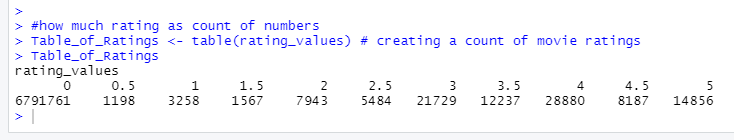 >
> #how much rating as count of numbers
> Table_of_Ratings <- table(rating_values) # creating a count of movie ratings
> Table_of_Ratings
rating_values
      0     0.5       1     1.5       2     2.5       3     3.5       4     4.5       5
6791761    1198    3258    1567    7943    5484   21729   12237   28880    8187   14856
>